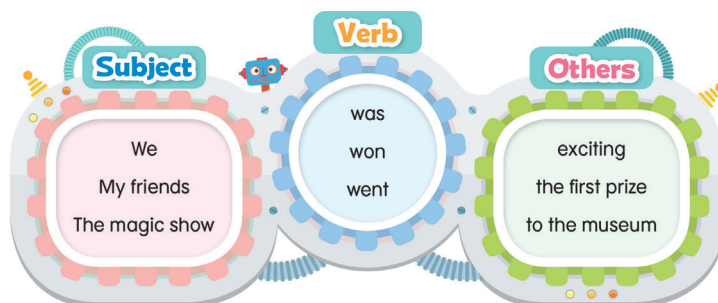 Subject
We
My friends
The magic show
Verb
was
won
went
Others
exciting
the first prize
to the museum